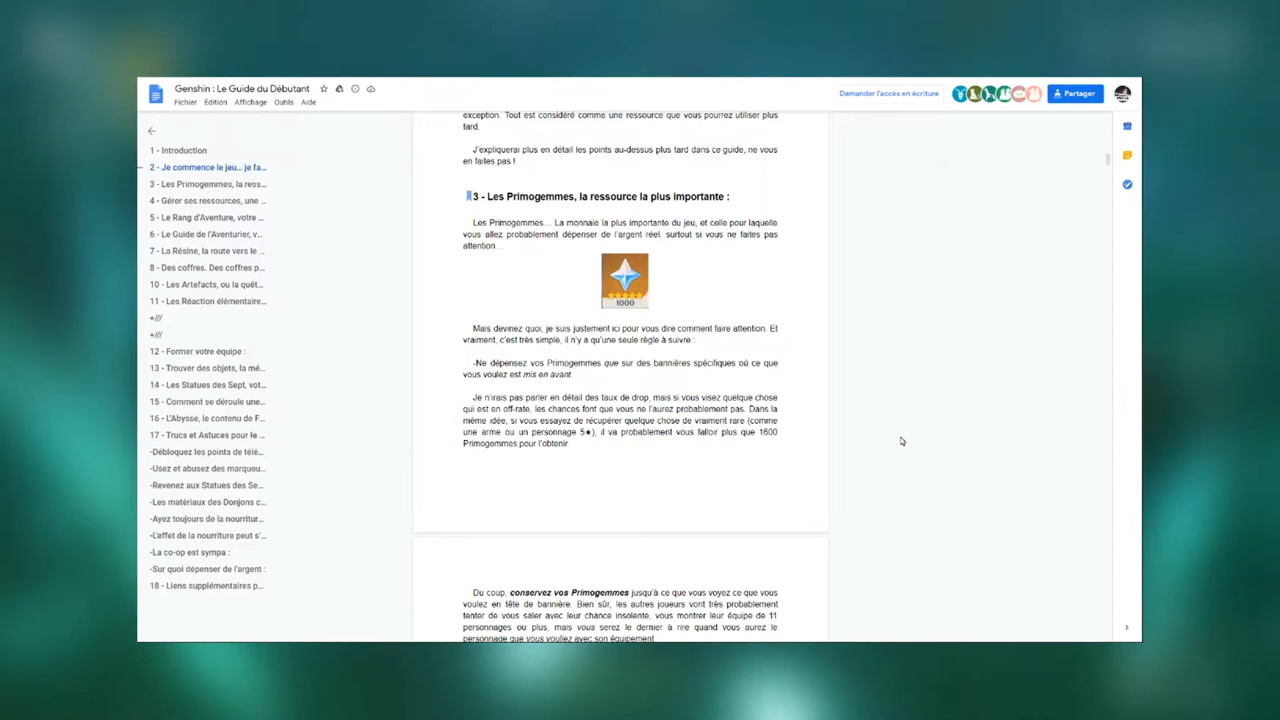 Genshin : Le Guide du Débutant
Fichier Édition Affichage Outils Aide
Demander l'accès en écriture
Partager
1 - Introduction
2 - Je commence le jeu... je fa...
3 - Les Primogemmes, la ress...
4 - Gérer ses ressources, une ...
5 - Le Rang d'Aventure, votre ...
6 - Le Guide de l'Aventurier, v...
7 - La Résine, la route vers le ...
8 - Des coffres. Des coffres p...
10 - Les Artefacts, ou la quêt...
11 - Les Réaction élémentaire...
+///
+///
12 - Former votre équipe :
13 - Trouver des objets, la mé...
14 - Les Statues des Sept, vot...
15 - Comment se déroule une...
16 - L'Abysse, le contenu de F...
17 - Trucs et Astuces pour le ...
-Débloquez les points de télé...
-Usez et abusez des marqueu...
-Revenez aux Statues des Se...
-Les matériaux des Donjons c...
-Ayez toujours de la nourritur...
-L'effet de la nourriture peut s'...
-La co-op est sympa :
-Sur quoi dépenser de l'argent :
18 - Liens supplémentaires p...
exception. Tout est considéré comme une ressource que vous pourrez utiliser plus
tard.
J'expliquerai plus en détail les points au-dessus plus tard dans ce guide, ne vous
en faites pas !
3 - Les Primogemmes, la ressource la plus importante :
Les Primogemmes... La monnaie la plus importante du jeu, et celle pour laquelle
vous allez probablement dépenser de l'argent réel, surtout si vous ne faites pas
attention...
1000
Mais devinez quoi, je suis justement ici pour vous dire comment faire attention. Et
vraiment, c'est très simple, il n'y a qu'une seule règle à suivre :
-Ne dépensez vos Primogemmes que sur des bannières spécifiques où ce que
vous voulez est mis en avant.
Je n'irais pas parler en détail des taux de drop, mais si vous visez quelque chose
qui est en off-rate, les chances font que vous ne l'aurez probablement pas. Dans la
même idée, si vous essayez de récupérer quelque chose de vraiment rare (comme
une arme ou un personnage 5★), il va probablement vous falloir plus que 1600
Primogemmes pour l'obtenir.
Du coup, conservez vos Primogemmes jusqu'à ce que vous voyez ce que vous
voulez en tête de bannière. Bien sûr, les autres joueurs vont très probablement
tenter de vous saler avec leur chance insolente, vous montrer leur équipe de 11
personnages ou plus, mais vous serez le dernier à rire quand vous aurez le
personnage que vous vouliez avec son équipement